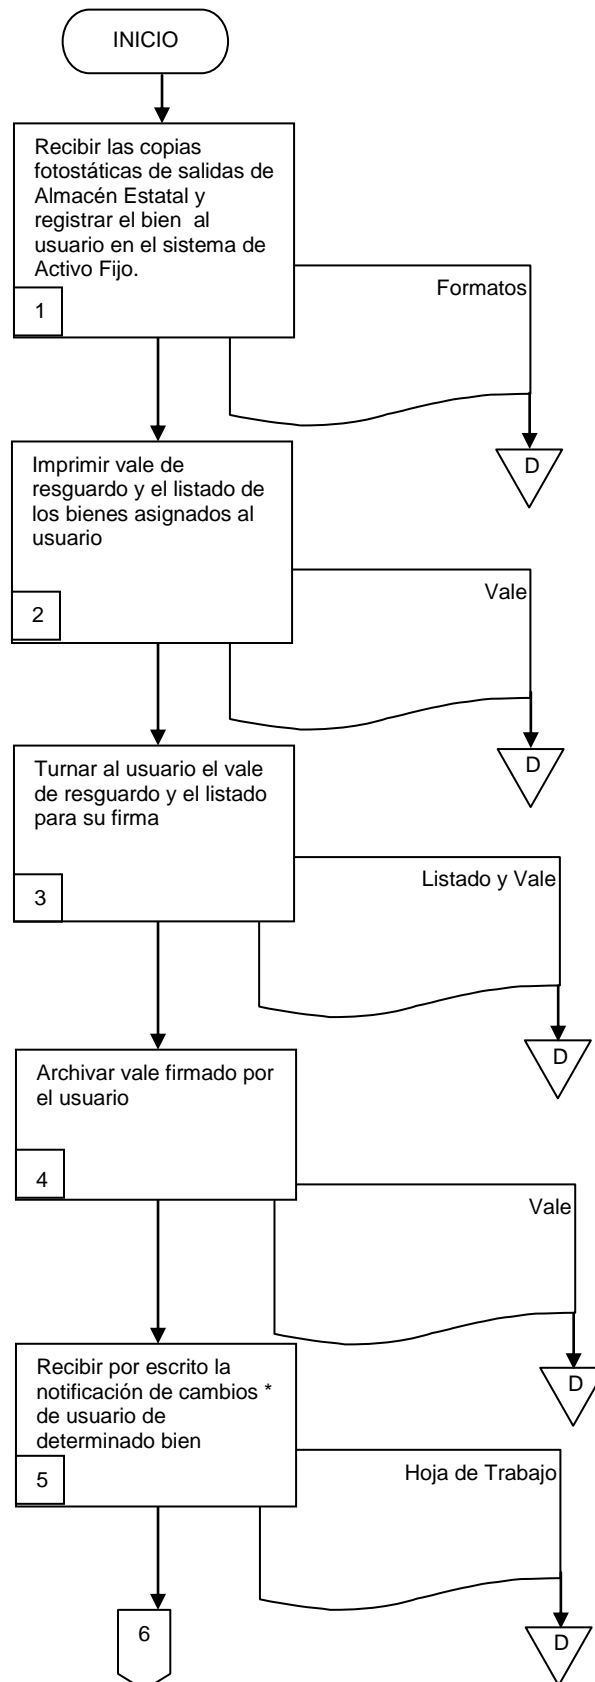 INICIO
Recibir las copias
fotostáticas de salidas de
Almacén Estatal y
registrar el bien al
usuario en el sistema de
Activo Fijo.
1
Formatos
D
Imprimir vale de
resguardo y el listado de
los bienes asignados al
usuario
2
Vale
D
Turnar al usuario el vale
de resguardo y el listado
para su firma
3
Listado y Vale
D
Archivar vale firmado por
el usuario
4
Vale
D
Recibir por escrito la
notificación de cambios *
de usuario de
determinado bien
5
Hoja de Trabajo
D
6